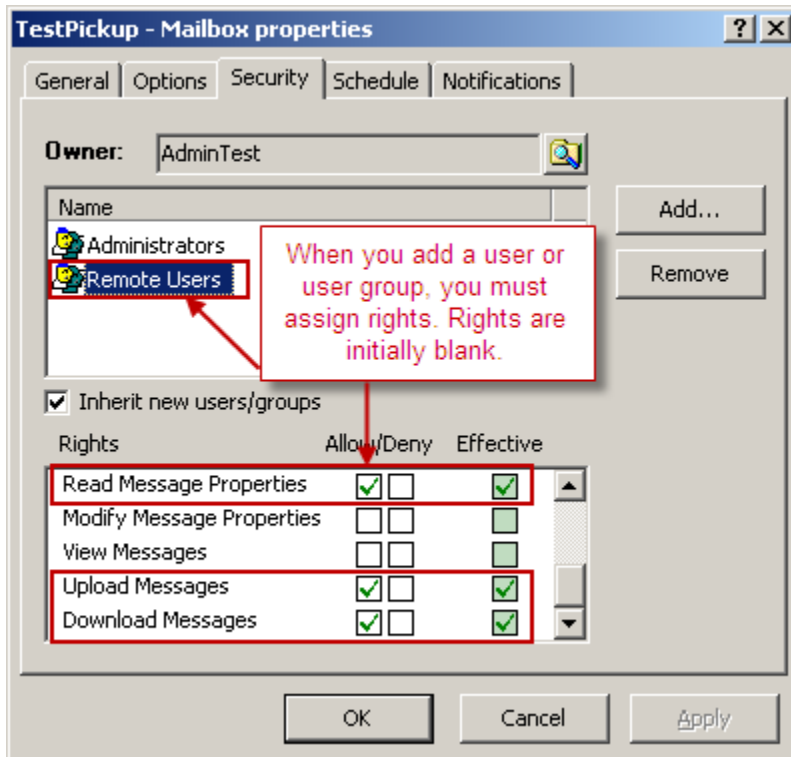 TestPickup - Mailbox properties
General Options Security Schedule Notifications
Owner: AdminTest
Name
Add...
Administrators
Remote Users
Remove
When you add a user or
user group, you must
assign rights. Rights are
initially blank.
Inherit new users/groups
Rights Allow/Deny Effective
Read Message Properties
Modify Message Properties
View Messages
Upload Messages
Download Messages
OK Cancel Apply